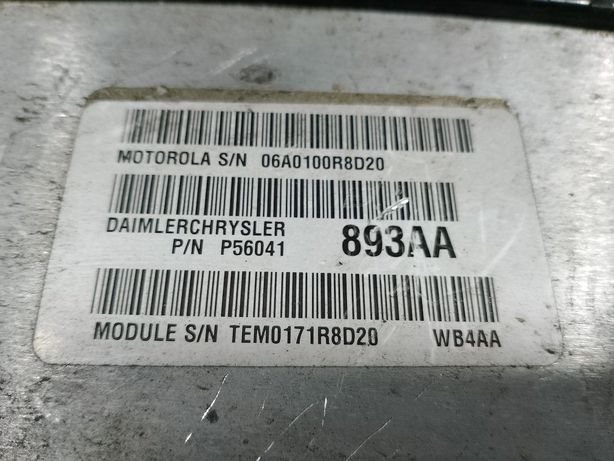 MOTOROLA S/N 06A0100R8D20
DAIMLERCHRYSLER
P/N P56041 893AA
MODULE S/N TEM0171R8D20 WB4AA